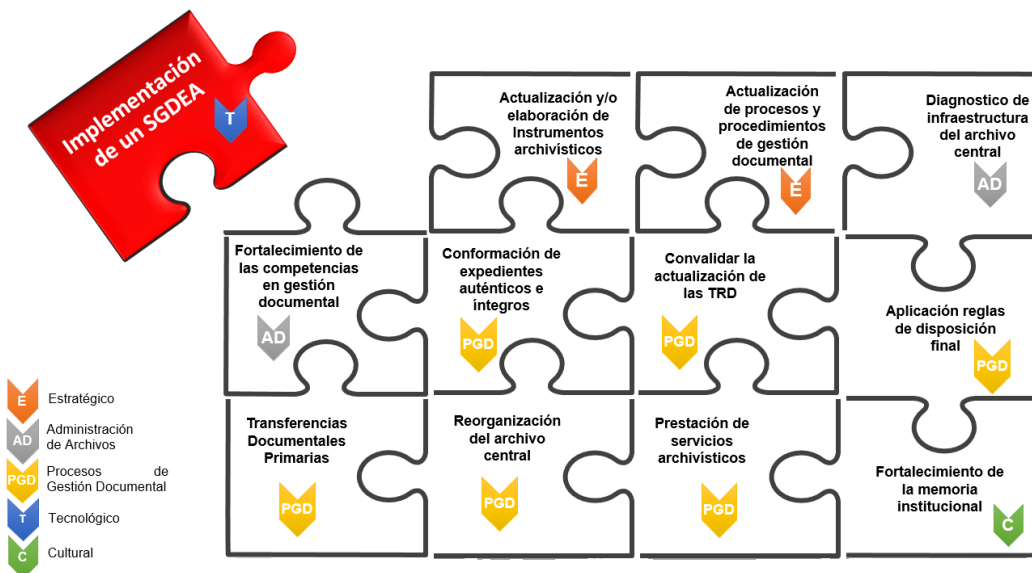 Implementación
de un SGDEA
T
Actualización y/o
elaboración de
Instrumentos
archivísticos
E
Actualización
de procesos y
procedimientos
de gestión
documental
E
Diagnostico de
infraestructura
del archivo
central
AD
Fortalecimiento de
las competencias
en gestión
documental
AD
Conformación de
expedientes
auténticos e
íntegros
PGD
Convalidar la
actualización de
las TRD
PGD
Aplicación reglas
de disposición
final
PGD
Transferencias
Documentales
Primarias
PGD
Reorganización
del archivo
central
PGD
Prestación de
servicios
archivísticos
PGD
Fortalecimiento de
la memoria
institucional
C
E Estratégico
AD Administración
de Archivos
PGD Procesos de
Gestión Documental
T Tecnológico
C Cultural